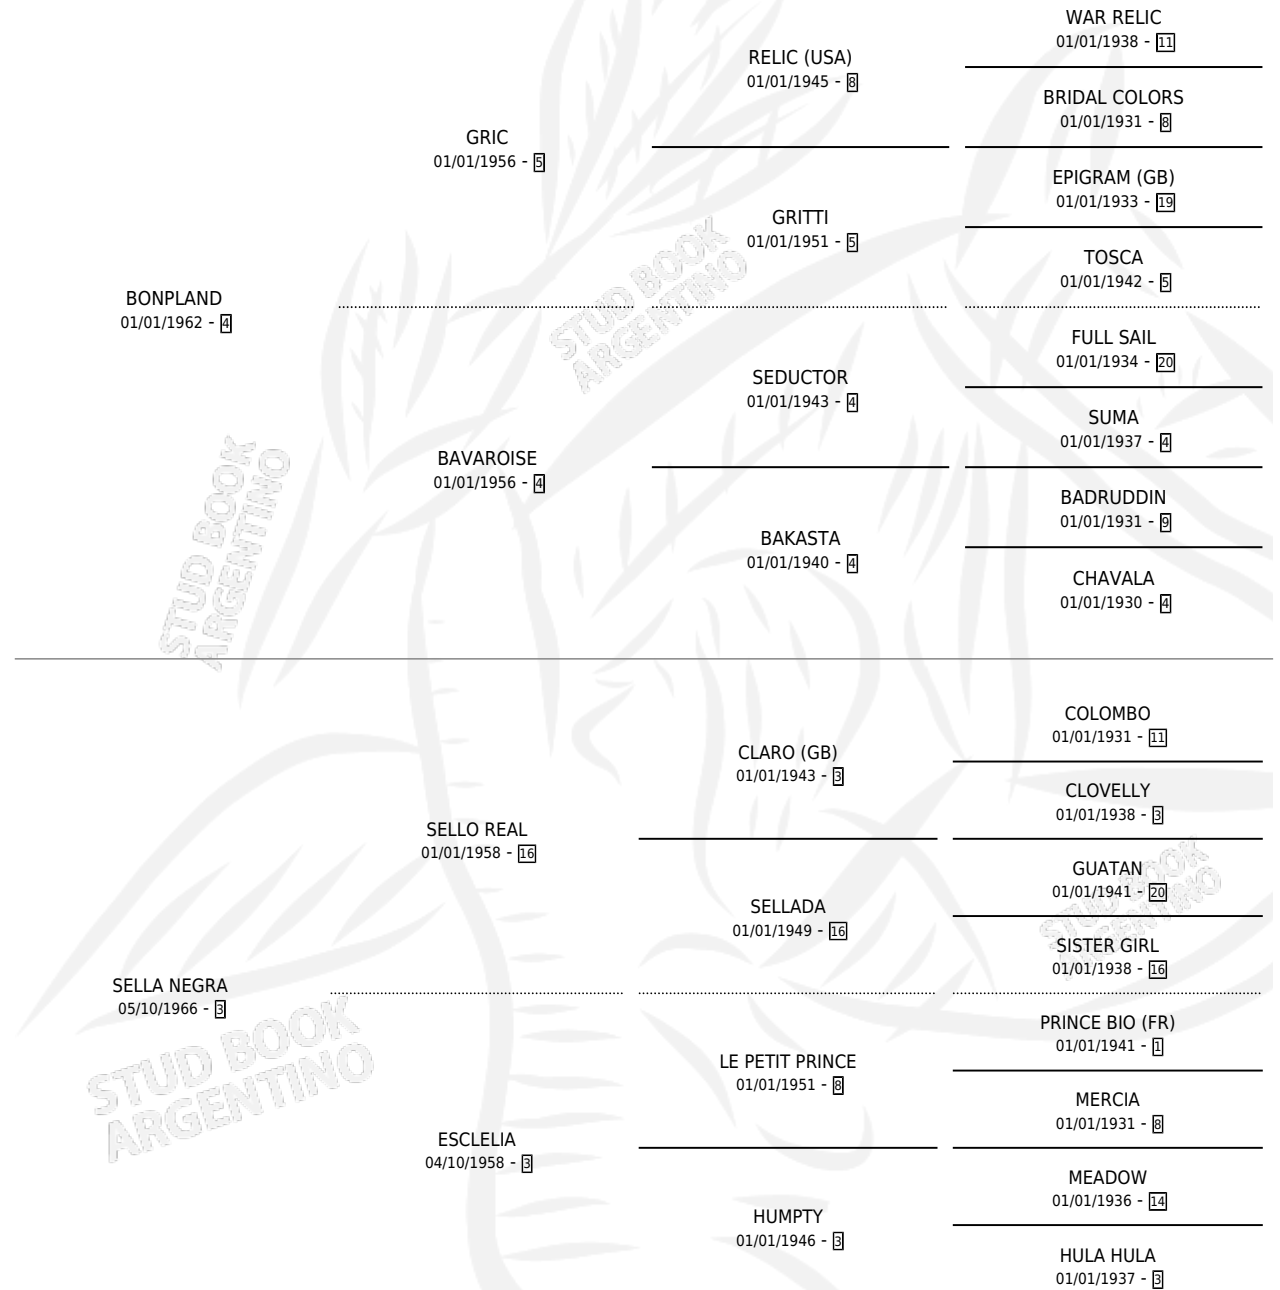 WAR RELIC
01/01/1938 - 11
RELIC (USA)
01/01/1945 - 8
BRIDAL COLORS
01/01/1931 - 8
GRIC
01/01/1956 - 5
EPIGRAM (GB)
01/01/1933 - 19
GRITTI
01/01/1951 - 5
TOSCA
01/01/1942 - 5
BONPLAND
01/01/1962 - 4
FULL SAIL
01/01/1934 - 20
SEDUCTOR
01/01/1943 - 4
SUMA
01/01/1937 - 4
BAVAROISE
01/01/1956 - 4
BADRUDDIN
01/01/1931 - 9
BAKASTA
01/01/1940 - 4
CHAVALA
01/01/1930 - 4
COLOMBO
01/01/1931 - 11
CLARO (GB)
01/01/1943 - 3
CLOVELLY
01/01/1938 - 3
SELLO REAL
01/01/1958 - 16
GUATAN
01/01/1941 - 20
SELLADA
01/01/1949 - 16
SISTER GIRL
01/01/1938 - 16
SELLA NEGRA
05/10/1966 - 3
PRINCE BIO (FR)
01/01/1941 - 1
LE PETIT PRINCE
01/01/1951 - 8
MERCIA
01/01/1931 - 8
ESCLELIA
04/10/1958 - 3
MEADOW
01/01/1936 - 14
HUMPTY
01/01/1946 - 3
HULA HULA
01/01/1937 - 3
STUD BOOK
ARGENTINO
STUD BOOK
ARGENTINO
STUD BOOK
ARGENTINO
STUD BOOK
ARGENTINO